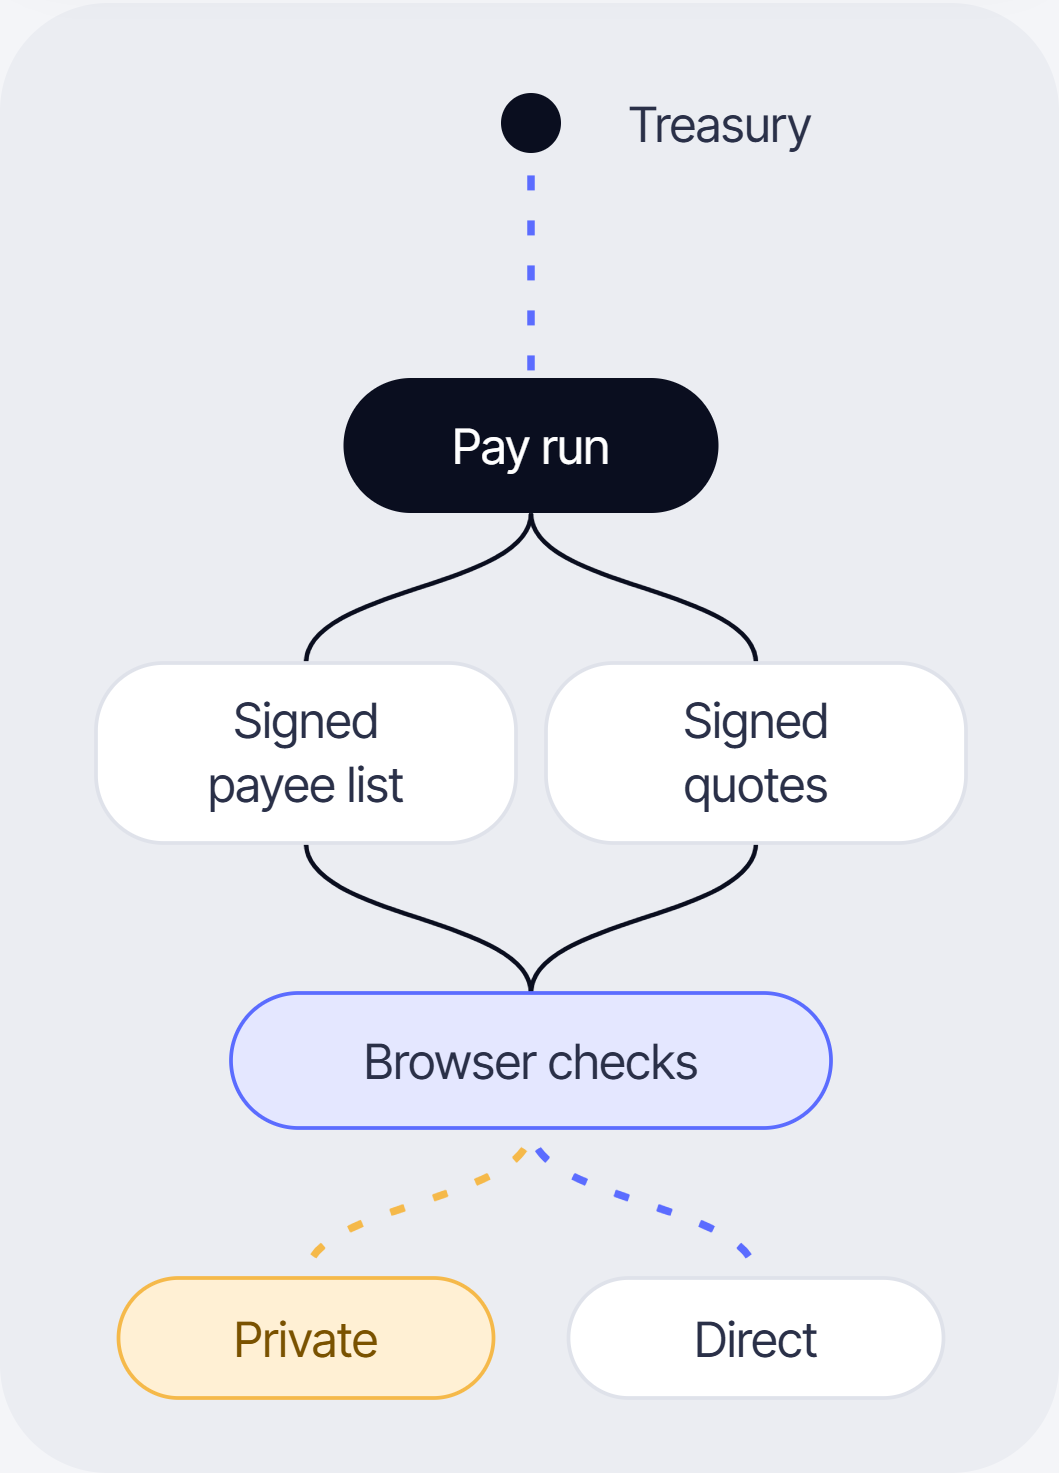 Treasury
Pay run
Signed
payee list
Signed
quotes
Browser checks
Private
Direct